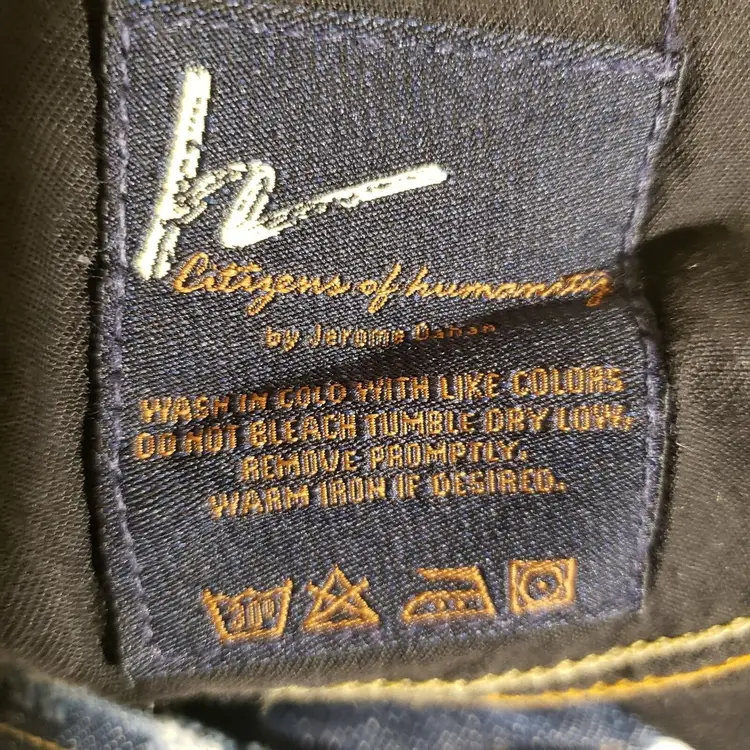 Citizens of humanity
by Jerome Dahan
WASH IN COLD WITH LIKE COLORS
DO NOT BLEACH TUMBLE DRY LOW,
REMOVE PROMPTLY.
WARM IRON IF DESIRED.